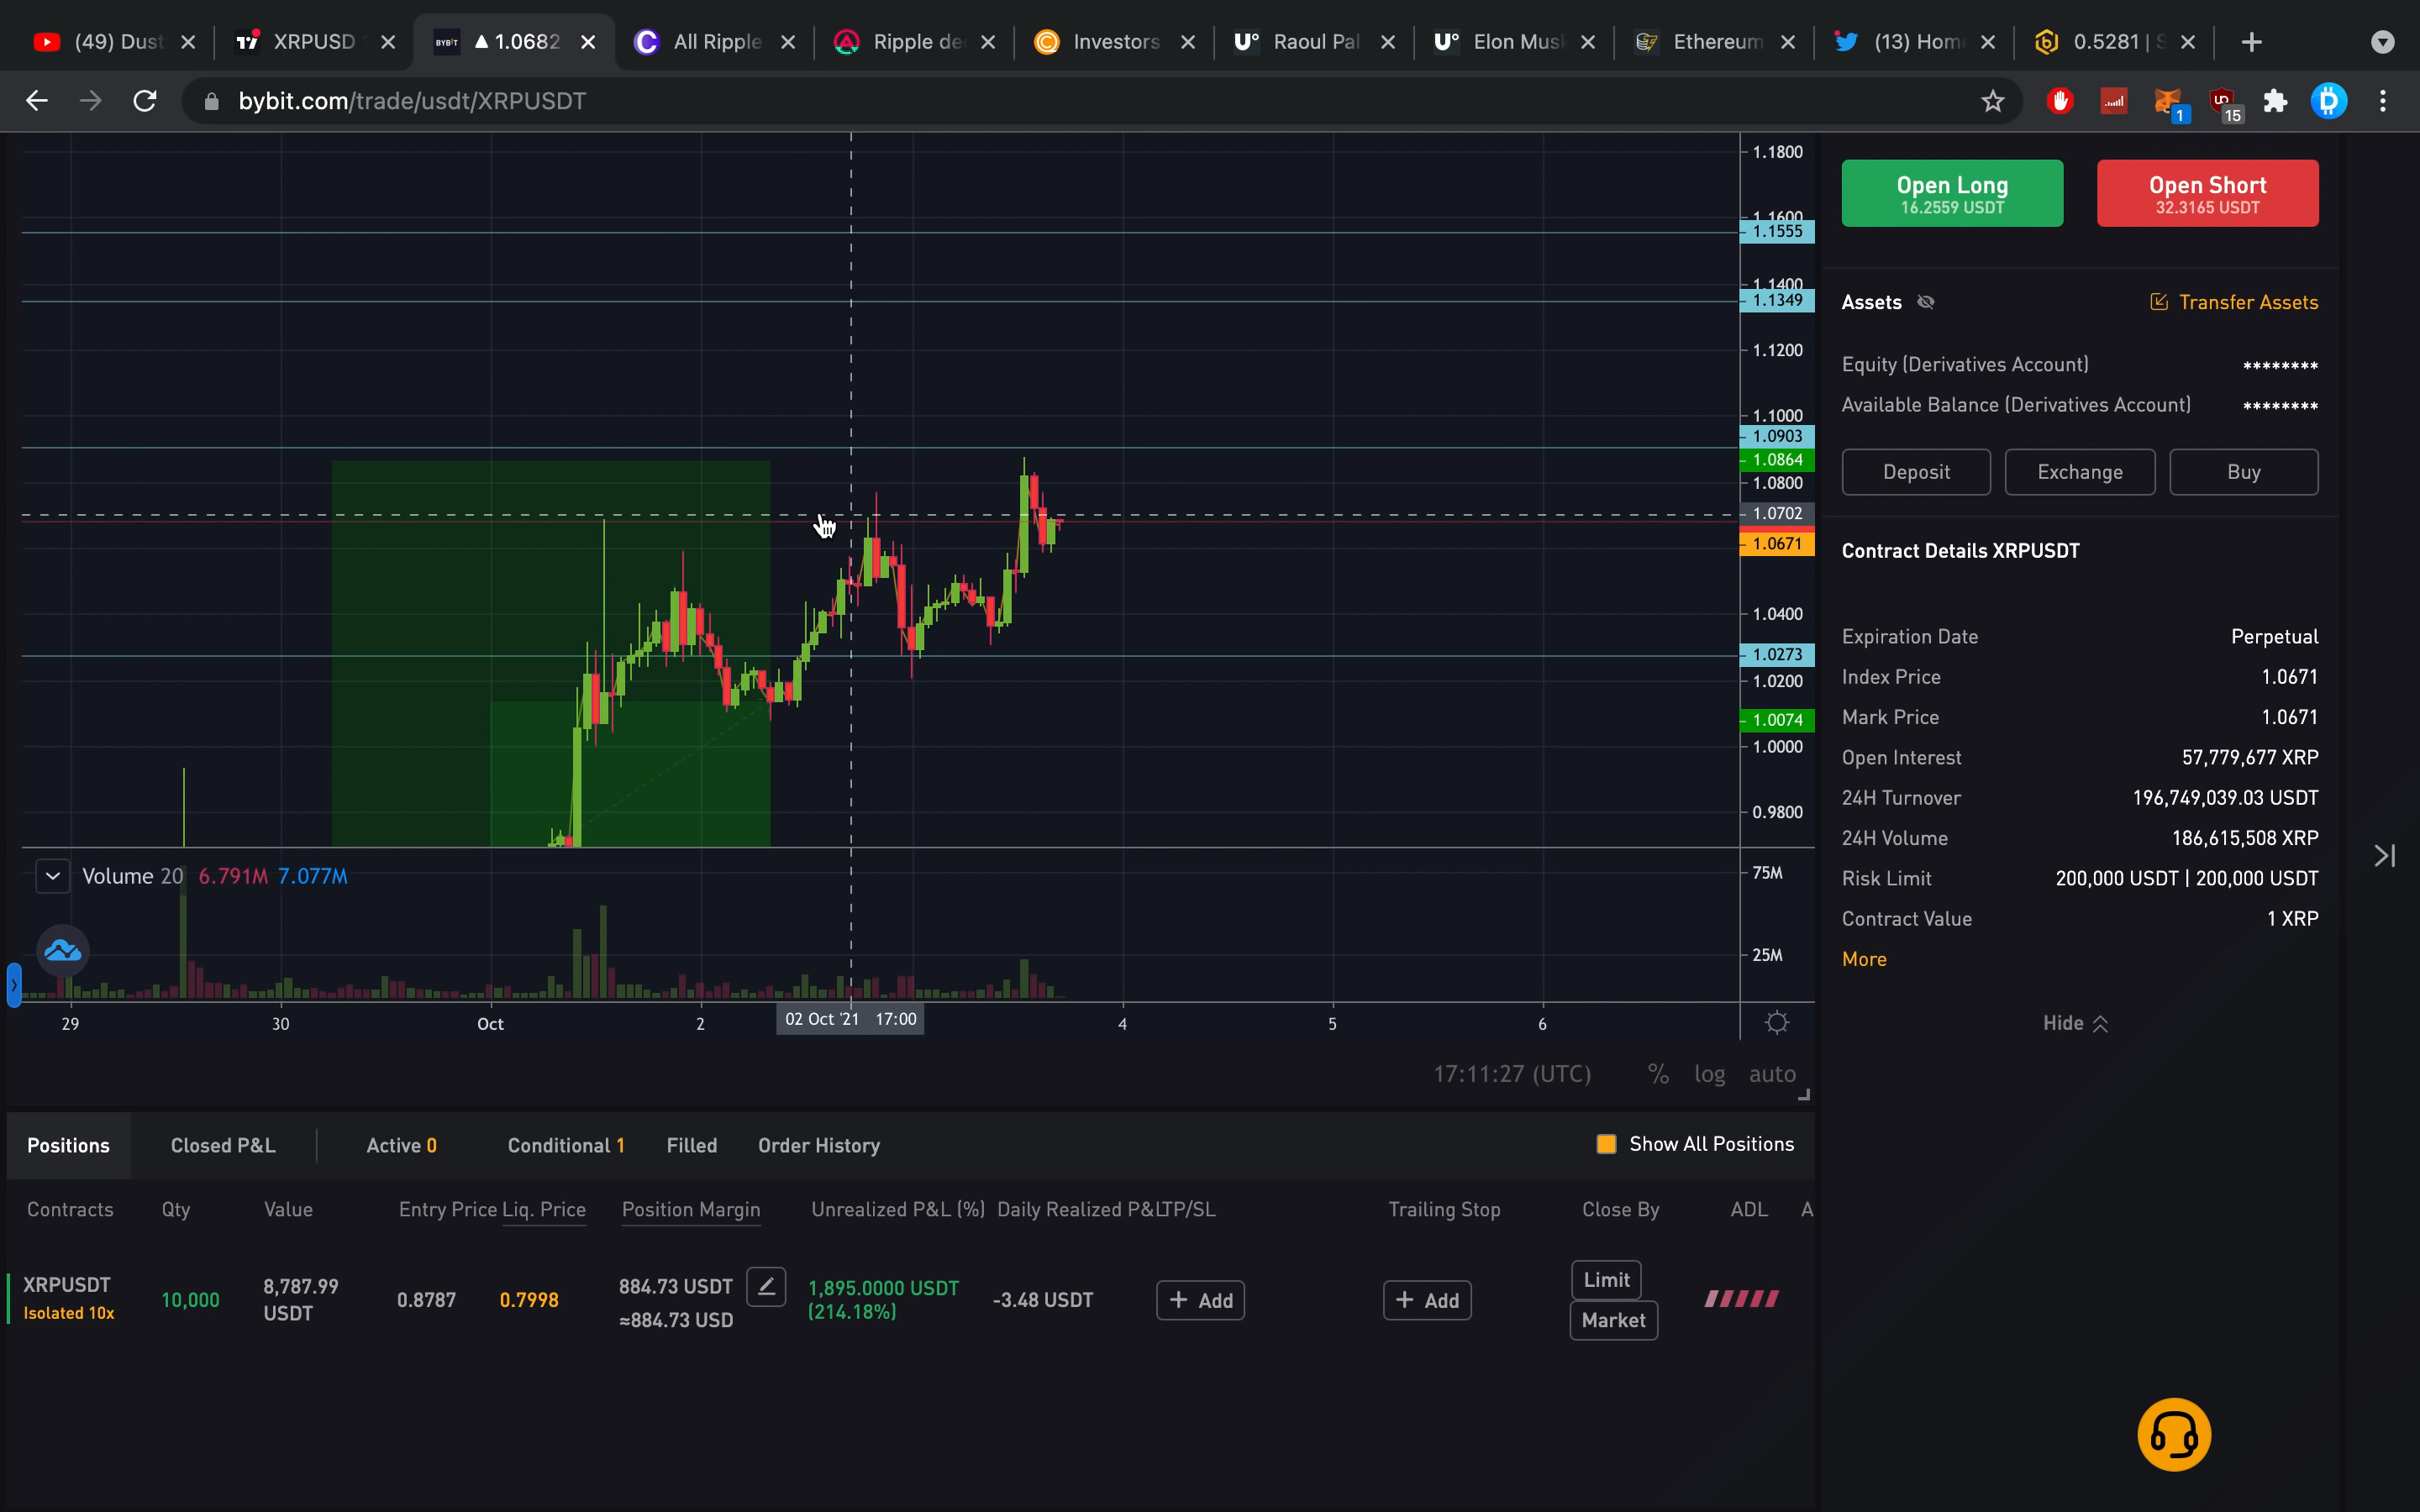 (49) Dust
XRPUSD
BYBIT ▲ 1.0682
All Ripple
Ripple de
Investors
Raoul Pal
Elon Mus
Ethereum
(13) Hom
0.5281 | S
bybit.com/trade/usdt/XRPUSDT
1
15
1.1800
1.1600
1.1555
1.1400
1.1349
1.1200
1.1000
1.0903
1.0864
1.0800
1.0702
1.0671
1.0400
1.0273
1.0200
1.0074
1.0000
0.9800
Volume 20 6.791M 7.077M
75M
25M
29 30 Oct 2 02 Oct '21 17:00 4 5 6
17:11:27 (UTC) % log auto
Open Long
16.2559 USDT
Open Short
32.3165 USDT
Assets Transfer Assets
Equity (Derivatives Account) ********
Available Balance (Derivatives Account) ********
Deposit Exchange Buy
Contract Details XRPUSDT
Expiration Date Perpetual
Index Price 1.0671
Mark Price 1.0671
Open Interest 57,779,677 XRP
24H Turnover 196,749,039.03 USDT
24H Volume 186,615,508 XRP
Risk Limit 200,000 USDT | 200,000 USDT
Contract Value 1 XRP
More
Hide
Positions Closed P&L Active 0 Conditional 1 Filled Order History Show All Positions
Contracts Qty Value Entry Price Liq. Price Position Margin Unrealized P&L (%) Daily Realized P&L TP/SL Trailing Stop Close By ADL A
XRPUSDT
Isolated 10x
10,000
8,787.99
USDT
0.8787
0.7998
884.73 USDT
≈884.73 USD
1,895.0000 USDT
(214.18%)
-3.48 USDT
+ Add
+ Add
Limit
Market